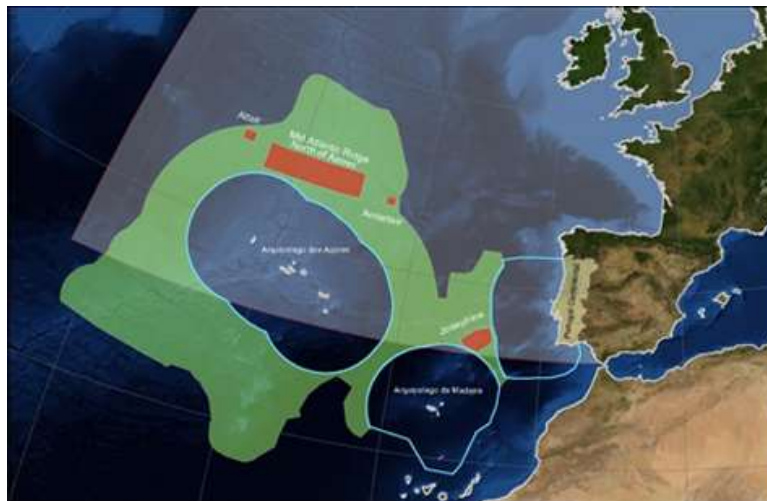 Altair
Mid Atlantic Ridge
North of Azores
Antialtair
Arquipélago dos Açores
Josephine
Arquipélago da Madeira